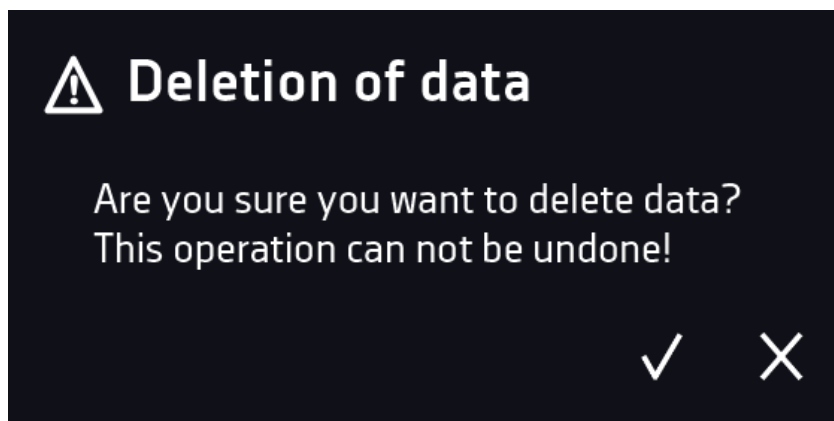 Deletion of data
Are you sure you want to delete data?
This operation can not be undone!